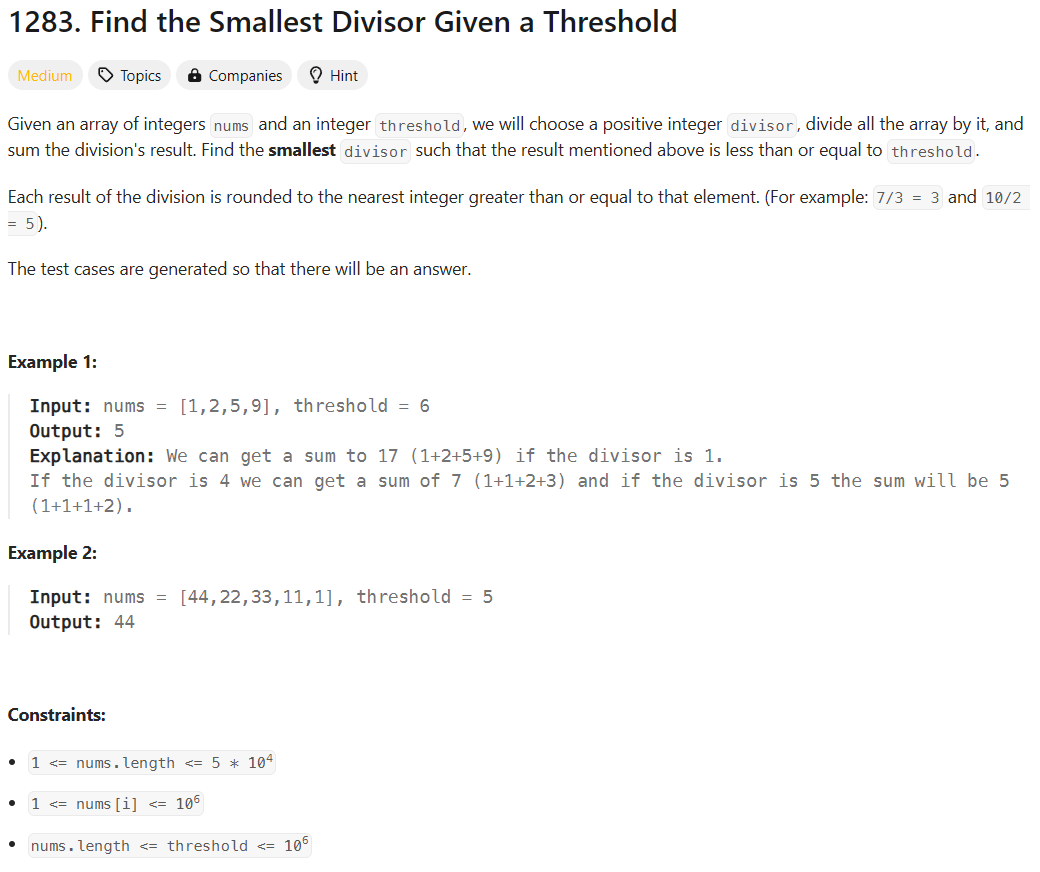 1283. Find the Smallest Divisor Given a Threshold
Medium Topics Companies Hint
Given an array of integers nums and an integer threshold, we will choose a positive integer divisor, divide all the array by it, and
sum the division's result. Find the smallest divisor such that the result mentioned above is less than or equal to threshold.
Each result of the division is rounded to the nearest integer greater than or equal to that element. (For example: 7/3 = 3 and 10/2
= 5).
The test cases are generated so that there will be an answer.
Example 1:
Input: nums = [1,2,5,9], threshold = 6
Output: 5
Explanation: We can get a sum to 17 (1+2+5+9) if the divisor is 1.
If the divisor is 4 we can get a sum of 7 (1+1+2+3) and if the divisor is 5 the sum will be 5
(1+1+1+2).
Example 2:
Input: nums = [44,22,33,11,1], threshold = 5
Output: 44
Constraints:
• 1 <= nums.length <= 5 * 10⁴
• 1 <= nums[i] <= 10⁶
• nums.length <= threshold <= 10⁶